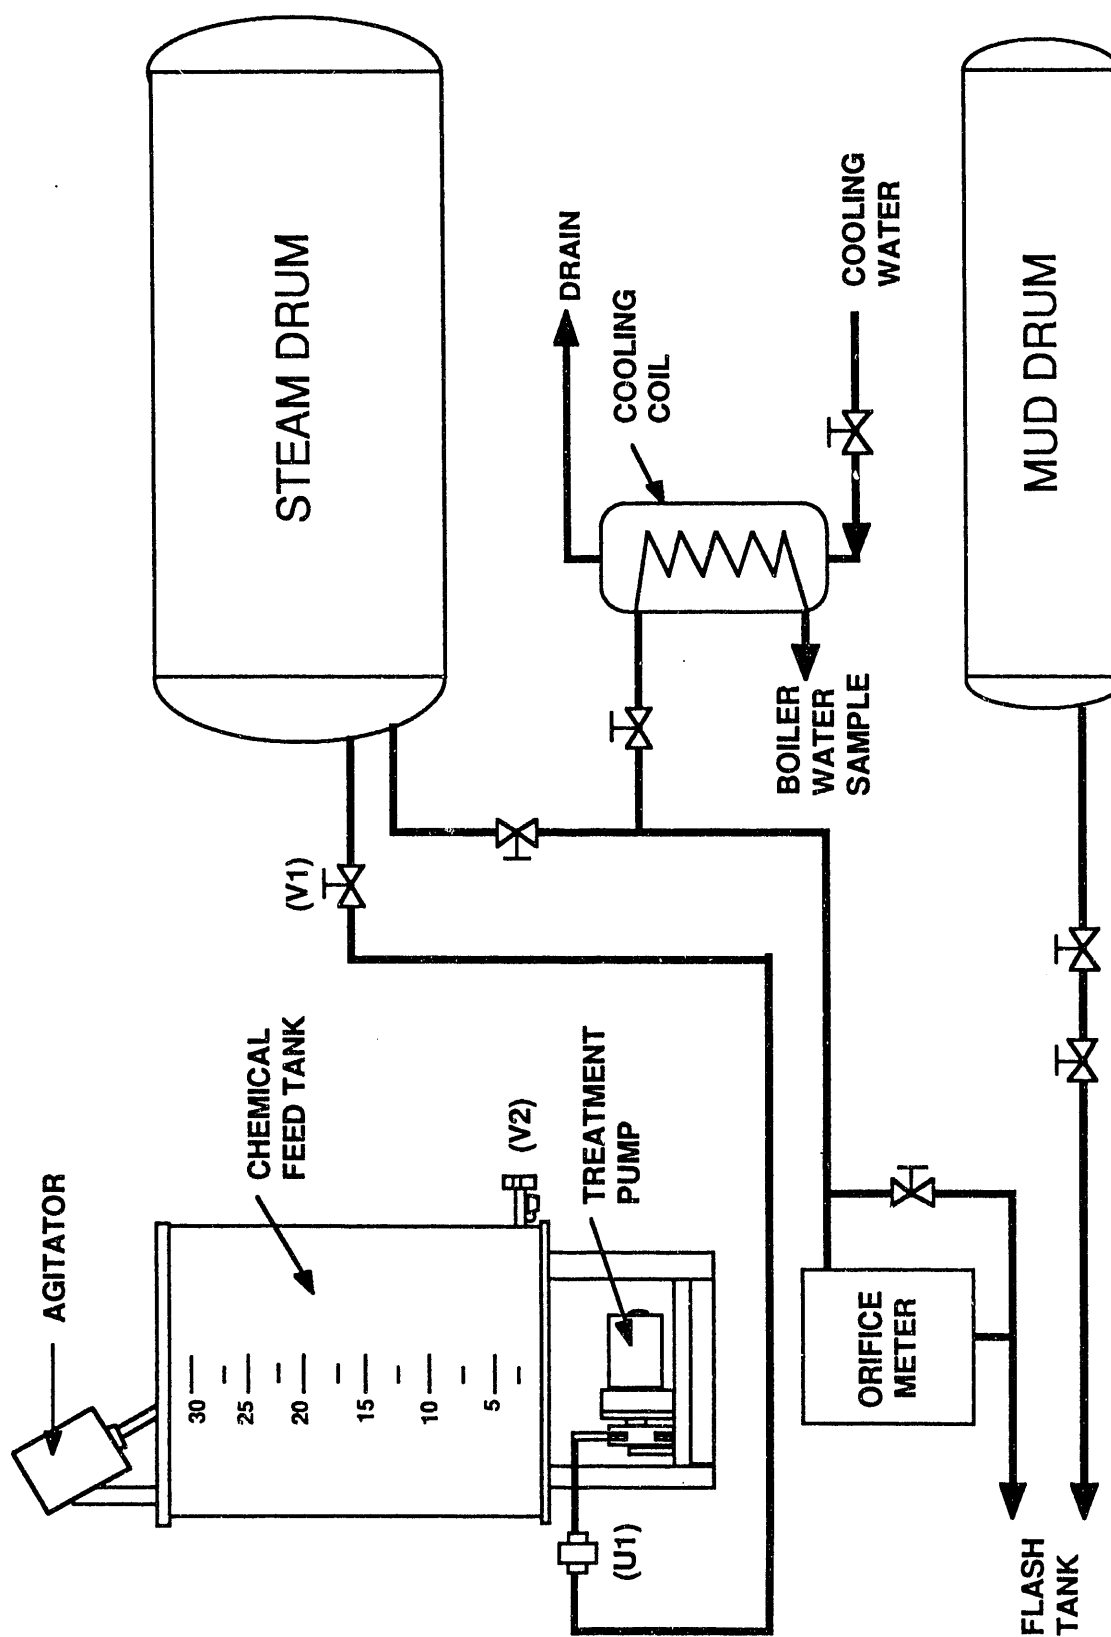 AGITATOR
CHEMICAL
FEED TANK
30
25
20
15
10
5
(V2)
TREATMENT
PUMP
(U1)
(V1)
STEAM DRUM
DRAIN
COOLING
COIL
COOLING
WATER
BOILER
WATER
SAMPLE
ORIFICE
METER
FLASH
TANK
MUD DRUM